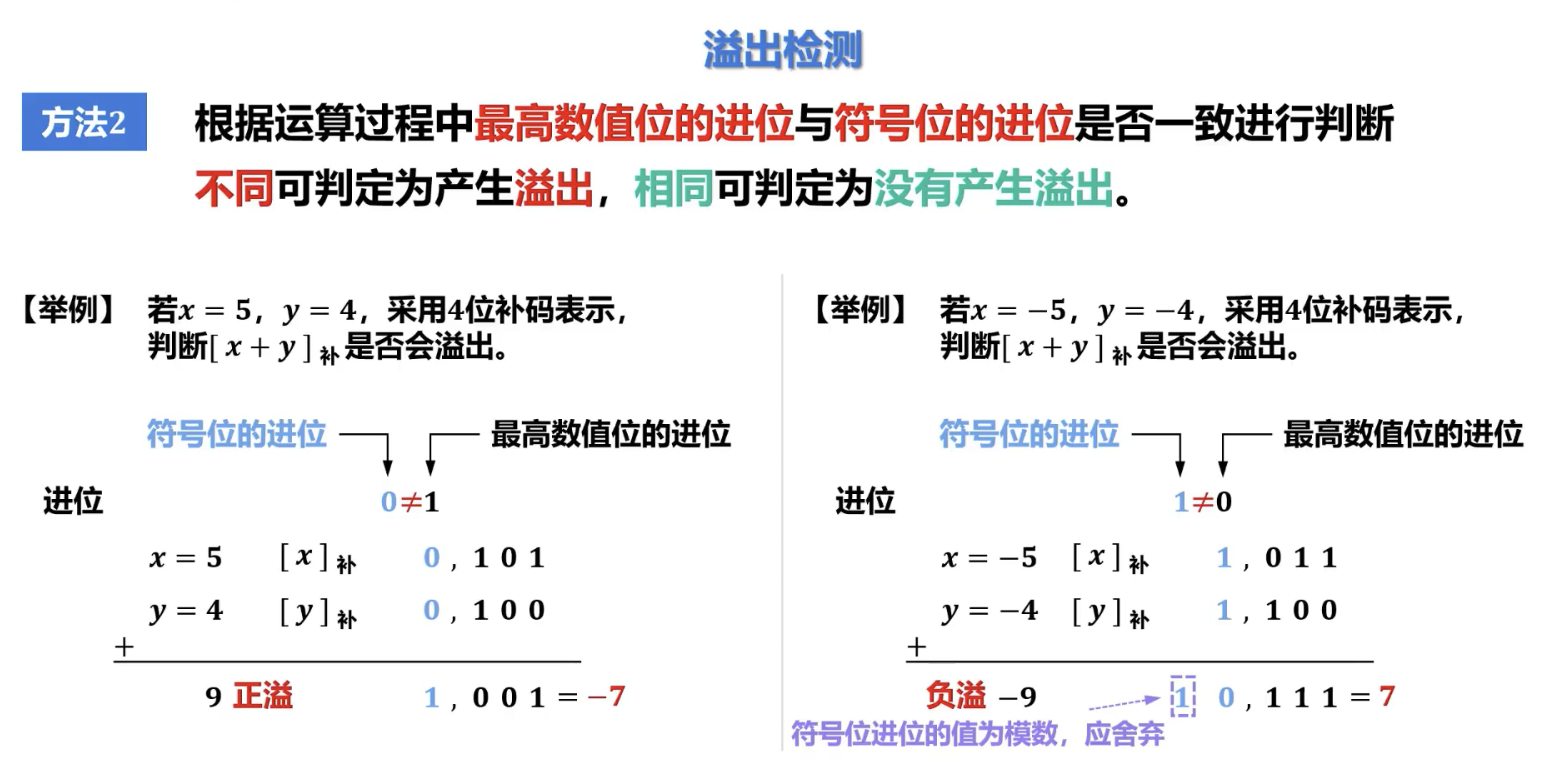 溢出检测
方法2
根据运算过程中最高数值位的进位与符号位的进位是否一致进行判断
不同可判定为产生溢出，相同可判定为没有产生溢出。
【举例】 若x = 5，y = 4，采用4位补码表示，
判断[ x + y ]补是否会溢出。
符号位的进位 最高数值位的进位
进位 0≠1
x = 5 [ x ]补 0 , 1 0 1
y = 4 [ y ]补 0 , 1 0 0
+
9 正溢 1 , 0 0 1 = −7
【举例】 若x = −5，y = −4，采用4位补码表示，
判断[ x + y ]补是否会溢出。
符号位的进位 最高数值位的进位
进位 1≠0
x = −5 [ x ]补 1 , 0 1 1
y = −4 [ y ]补 1 , 1 0 0
+
负溢 −9 1 0 , 1 1 1 = 7
符号位进位的值为模数，应舍弃